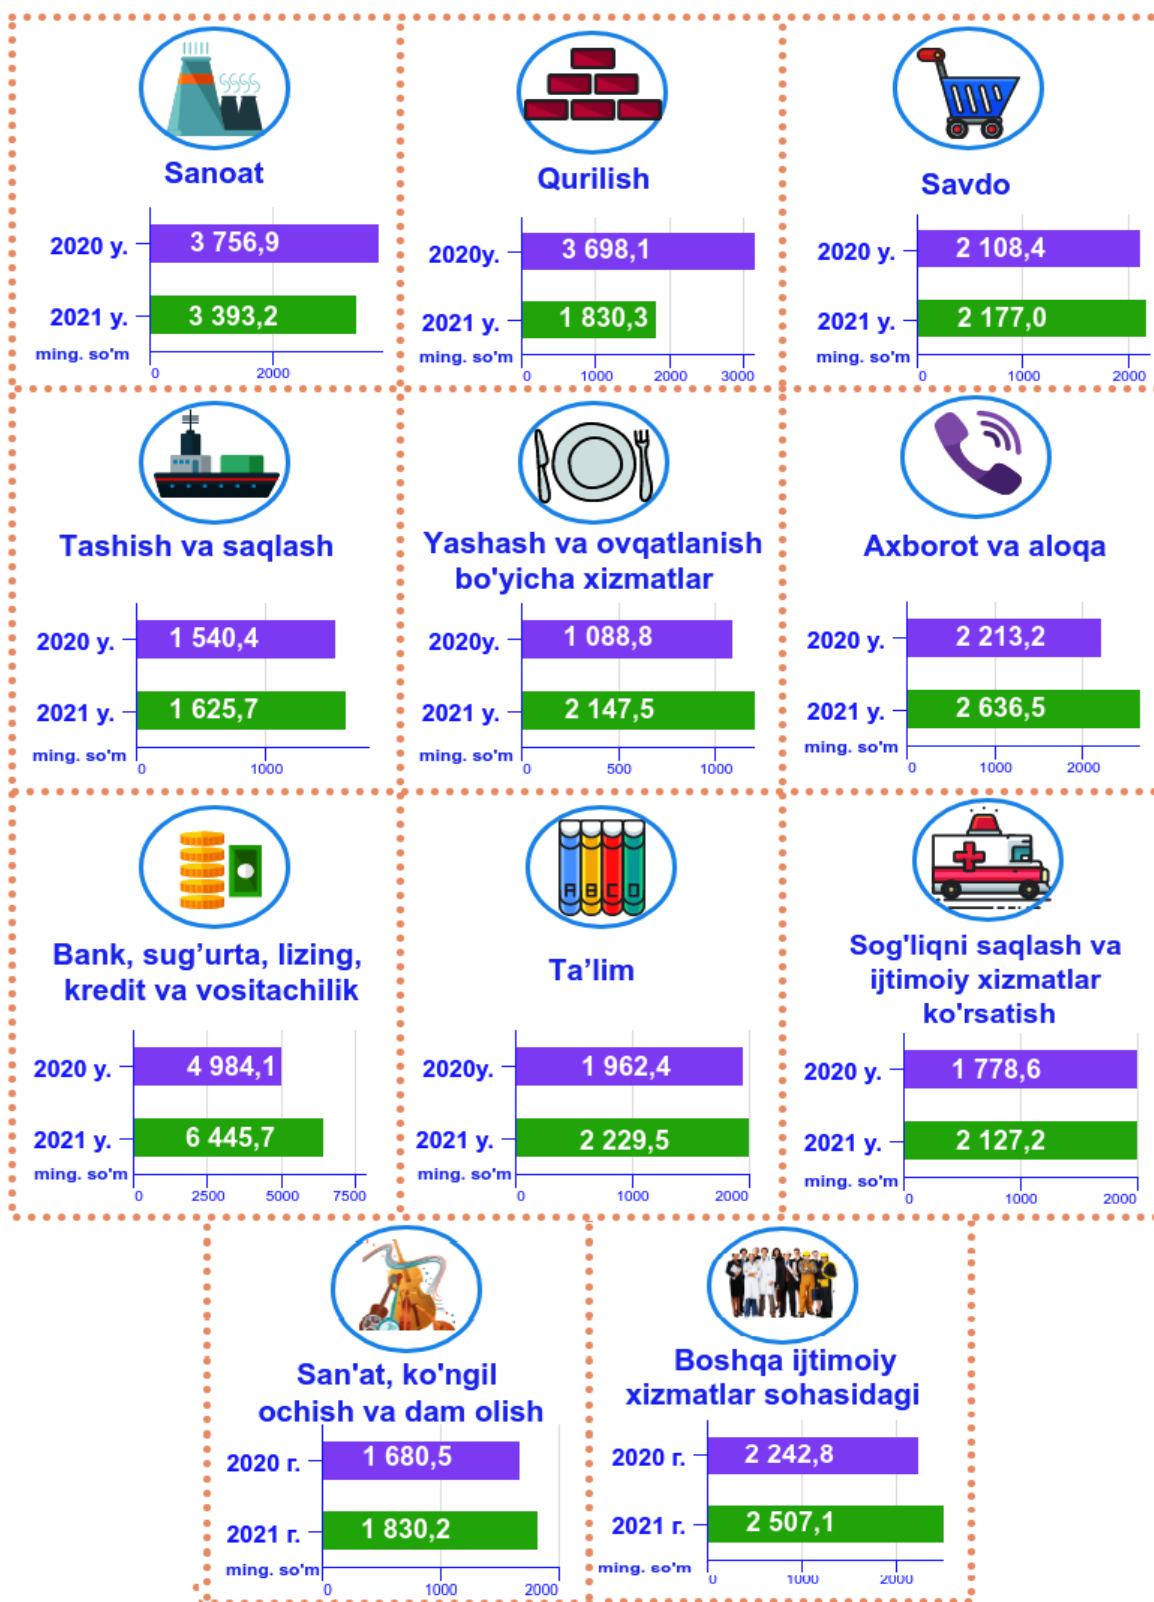 Sanoat
2020 y.
3 756,9
2021 y.
3 393,2
ming. so'm
0 2000
Qurilish
2020y.
3 698,1
2021 y.
1 830,3
ming. so'm
0 1000 2000 3000
Savdo
2020 y.
2 108,4
2021 y.
2 177,0
ming. so'm
0 1000 2000
Tashish va saqlash
2020 y.
1 540,4
2021 y.
1 625,7
ming. so'm
0 1000
Yashash va ovqatlanish
bo'yicha xizmatlar
2020y.
1 088,8
2021 y.
2 147,5
ming. so'm
0 500 1000
Axborot va aloqa
2020 y.
2 213,2
2021 y.
2 636,5
ming. so'm
0 1000 2000
Bank, sug’urta, lizing,
kredit va vositachilik
2020 y.
4 984,1
2021 y.
6 445,7
ming. so'm
0 2500 5000 7500
A B C D
Ta’lim
2020y.
1 962,4
2021 y.
2 229,5
ming. so'm
0 1000 2000
Sog'liqni saqlash va
ijtimoiy xizmatlar
ko'rsatish
2020 y.
1 778,6
2021 y.
2 127,2
ming. so'm
0 1000 2000
San'at, ko'ngil
ochish va dam olish
2020 г.
1 680,5
2021 г.
1 830,2
ming. so'm
0 1000 2000
Boshqa ijtimoiy
xizmatlar sohasidagi
2020 г.
2 242,8
2021 г.
2 507,1
ming. so'm
0 1000 2000